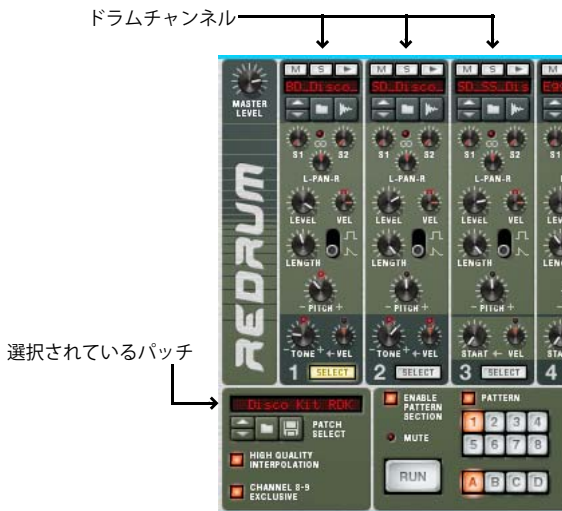 ドラムチャンネル
M S M S M S M
BD_Disco_ SD_Disco_ SD_SS_Dis
MASTER
LEVEL
S1 S2 S1 S2 S1 S2 S1
L-PAN-R L-PAN-R L-PAN-R
LEVEL VEL LEVEL VEL LEVEL VEL
LENGTH LENGTH LENGTH
- PITCH + - PITCH + - PITCH +
REDRUM
- TONE + ← VEL - TONE + ← VEL START ← VEL
1 SELECT 2 SELECT 3 SELECT 4
選択されているパッチ
Disco Kit RDK
PATCH
SELECT
HIGH QUALITY
INTERPOLATION
CHANNEL 8-9
EXCLUSIVE
ENABLE
PATTERN
SECTION
MUTE
RUN
PATTERN
1 2 3 4
5 6 7 8
A B C D